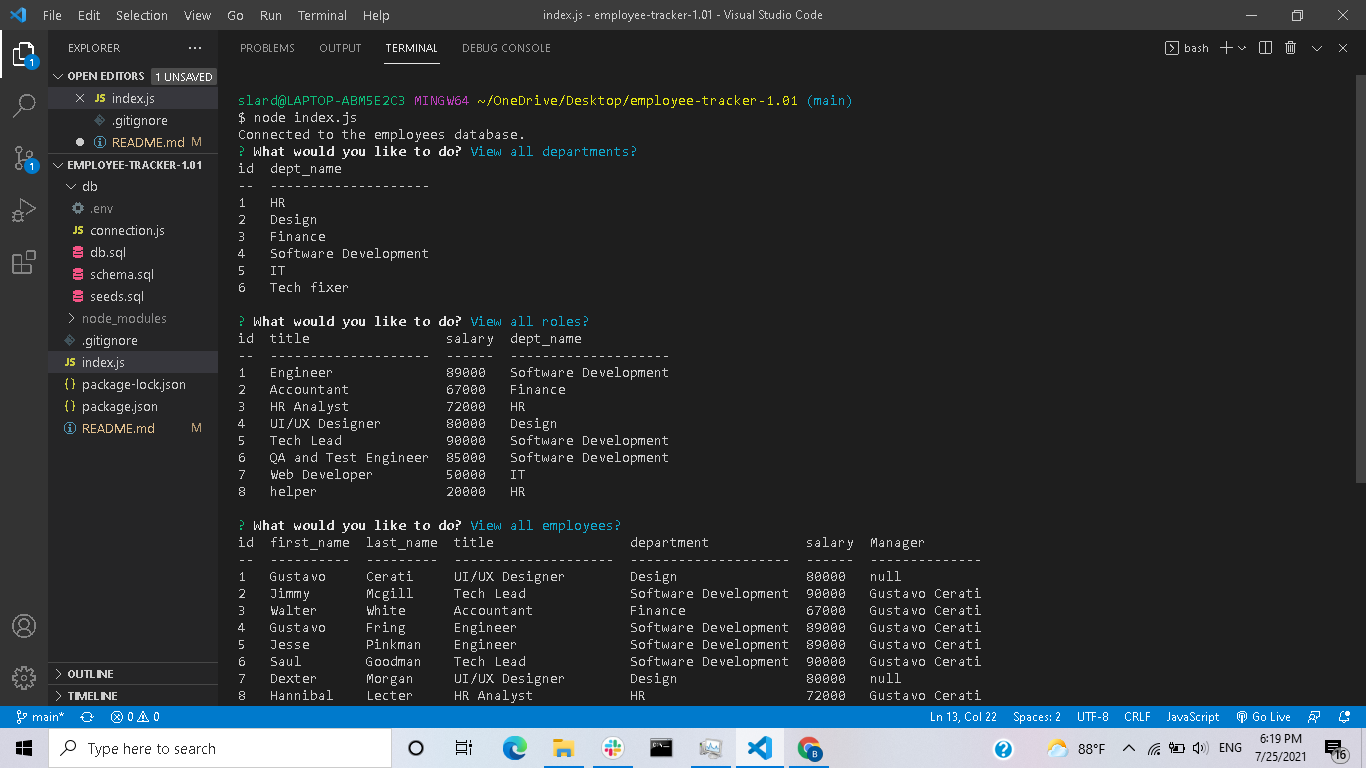 File Edit Selection View Go Run Terminal Help index.js - employee-tracker-1.01 - Visual Studio Code
EXPLORER
OPEN EDITORS 1 UNSAVED
JS index.js
.gitignore
README.md M
EMPLOYEE-TRACKER-1.01
db
.env
JS connection.js
db.sql
schema.sql
seeds.sql
node_modules
.gitignore
JS index.js
{} package-lock.json
{} package.json
README.md M
OUTLINE
TIMELINE
1
1
PROBLEMS OUTPUT TERMINAL DEBUG CONSOLE bash
slard@LAPTOP-ABM5E2C3 MINGW64 ~/OneDrive/Desktop/employee-tracker-1.01 (main)
$ node index.js
Connected to the employees database.
? What would you like to do? View all departments?
id dept_name
-- --------------------
1 HR
2 Design
3 Finance
4 Software Development
5 IT
6 Tech fixer
? What would you like to do? View all roles?
id title salary dept_name
-- -------------------- ------ --------------------
1 Engineer 89000 Software Development
2 Accountant 67000 Finance
3 HR Analyst 72000 HR
4 UI/UX Designer 80000 Design
5 Tech Lead 90000 Software Development
6 QA and Test Engineer 85000 Software Development
7 Web Developer 50000 IT
8 helper 20000 HR
? What would you like to do? View all employees?
id first_name last_name title department salary Manager
-- ---------- --------- -------------------- -------------------- ------ --------------
1 Gustavo Cerati UI/UX Designer Design 80000 null
2 Jimmy Mcgill Tech Lead Software Development 90000 Gustavo Cerati
3 Walter White Accountant Finance 67000 Gustavo Cerati
4 Gustavo Fring Engineer Software Development 89000 Gustavo Cerati
5 Jesse Pinkman Engineer Software Development 89000 Gustavo Cerati
6 Saul Goodman Tech Lead Software Development 90000 Gustavo Cerati
7 Dexter Morgan UI/UX Designer Design 80000 null
8 Hannibal Lecter HR Analyst HR 72000 Gustavo Cerati
main* 0 0 Ln 13, Col 22 Spaces: 2 UTF-8 CRLF JavaScript Go Live
Type here to search B ? 88°F ENG 6:19 PM
7/25/2021 16